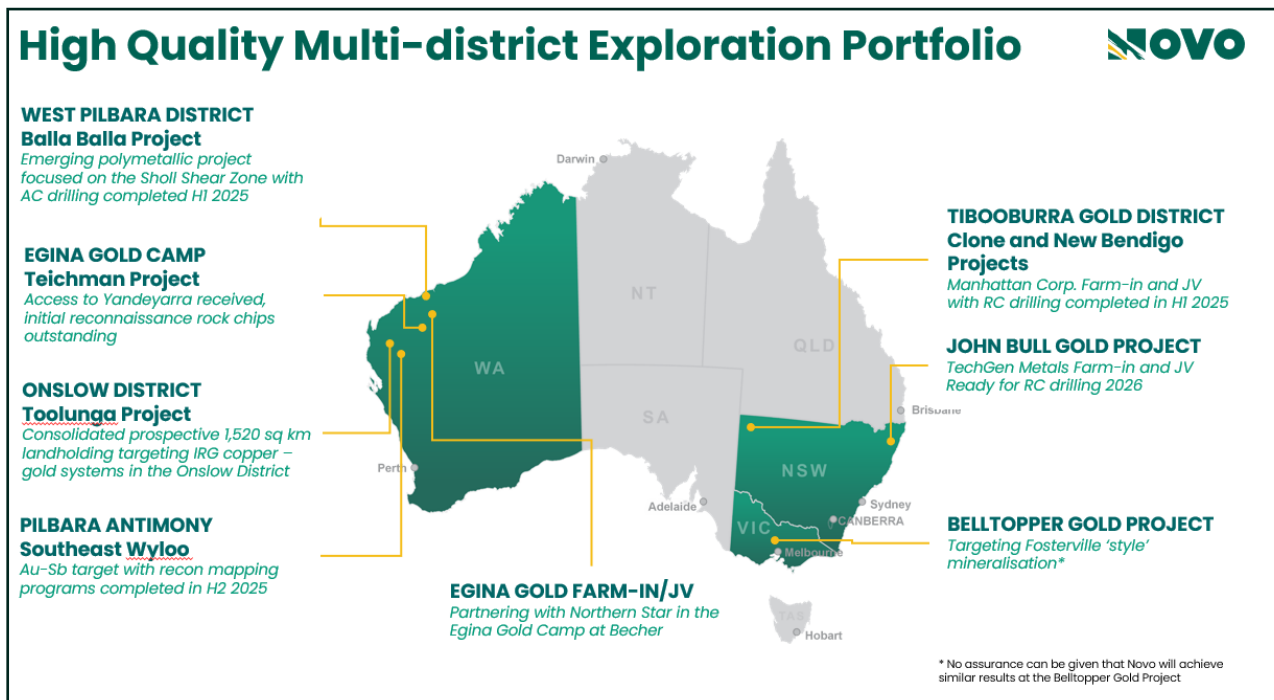 High Quality Multi-district Exploration Portfolio
NOVO
WEST PILBARA DISTRICT
Balla Balla Project
Emerging polymetallic project
focused on the Sholl Shear Zone with
AC drilling completed H1 2025
EGINA GOLD CAMP
Teichman Project
Access to Yandeyarra received,
initial reconnaissance rock chips
outstanding
ONSLOW DISTRICT
Toolunga Project
Consolidated prospective 1,520 sq km
landholding targeting IRG copper –
gold systems in the Onslow District
PILBARA ANTIMONY
Southeast Wyloo
Au-Sb target with recon mapping
programs completed in H2 2025
Darwin
NT
QLD
WA
SA
Brisbane
Perth
NSW
Adelaide
Sydney
CANBERRA
VIC
Melbourne
TAS
Hobart
EGINA GOLD FARM-IN/JV
Partnering with Northern Star in the
Egina Gold Camp at Becher
TIBOOBURRA GOLD DISTRICT
Clone and New Bendigo
Projects
Manhattan Corp. Farm-in and JV
with RC drilling completed in H1 2025
JOHN BULL GOLD PROJECT
TechGen Metals Farm-in and JV
Ready for RC drilling 2026
BELLTOPPER GOLD PROJECT
Targeting Fosterville ‘style’
mineralisation*
* No assurance can be given that Novo will achieve
similar results at the Belltopper Gold Project